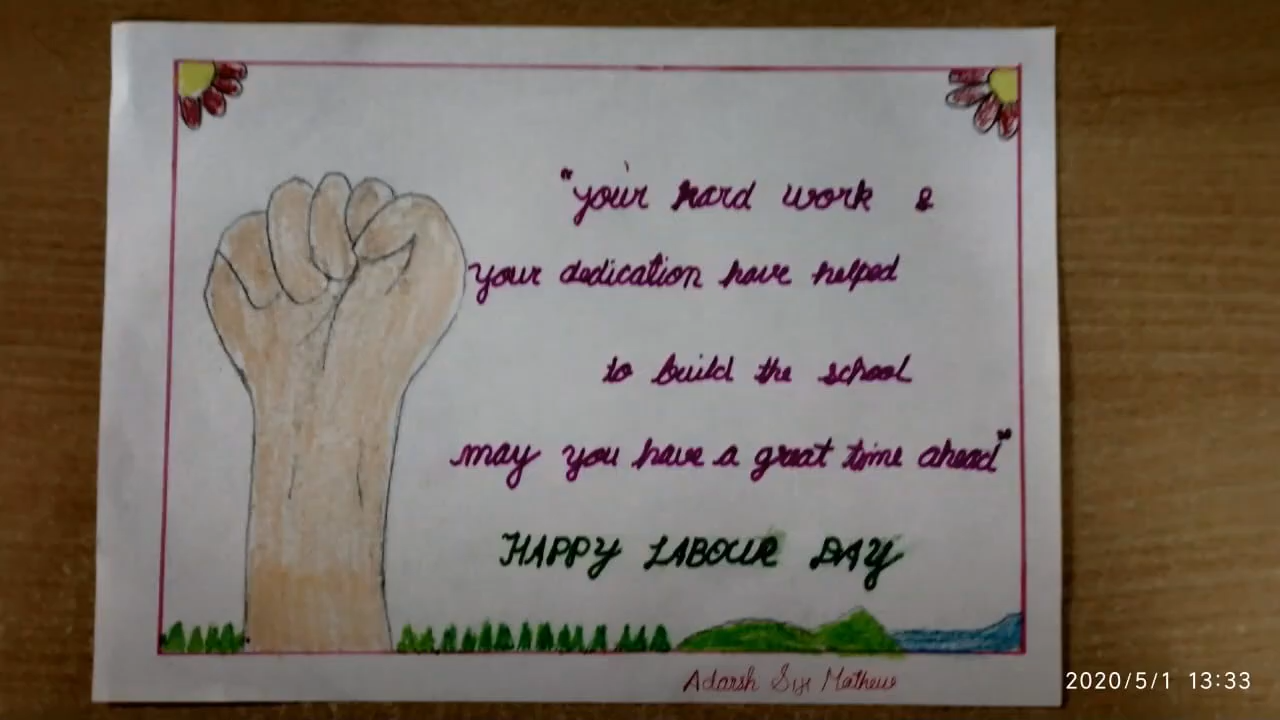 "your hard work &
your dedication have helped
to build the school
may you have a great time ahead"
HAPPY LABOUR DAY
Adarsh Siji Mathew
2020/5/1 13:33